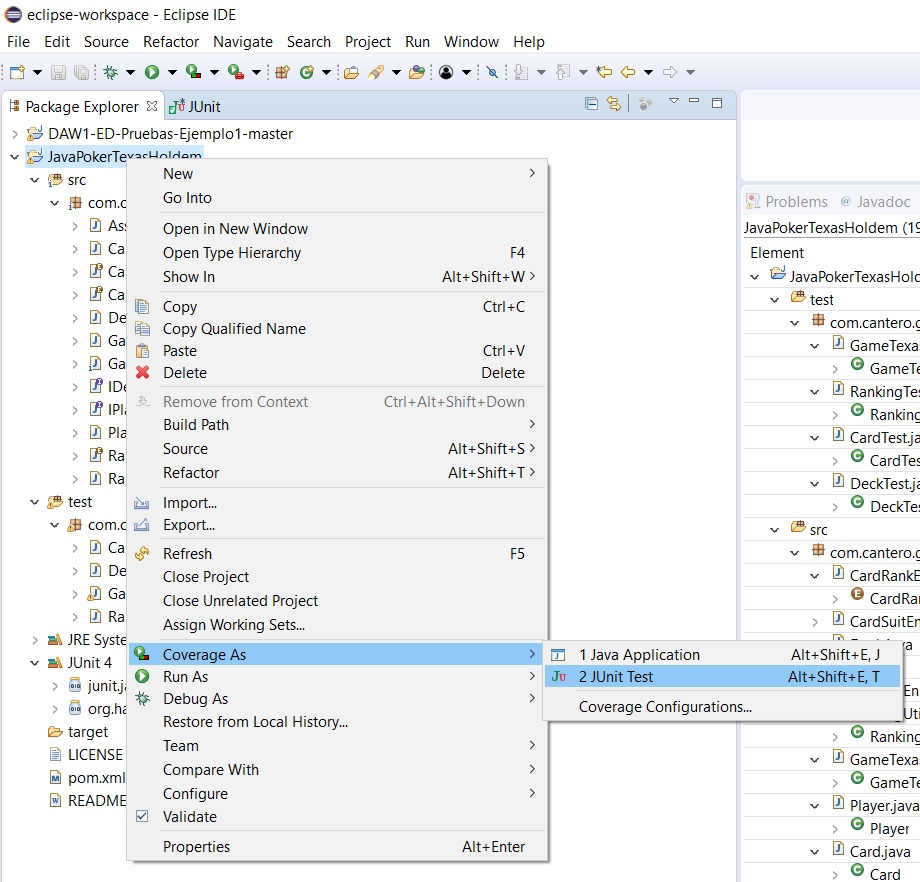 eclipse-workspace - Eclipse IDE
File Edit Source Refactor Navigate Search Project Run Window Help
Package Explorer
JUnit
DAW1-ED-Pruebas-Ejemplo1-master
JavaPokerTexasHoldem
src
com.c
Ass
Ca
Ca
Ca
De
Ga
Ga
IDe
IPla
Pla
Ra
Ra
test
com.c
Ca
De
Ga
Ra
JRE Syste
JUnit 4
junit.ja
org.ha
target
LICENSE
pom.xml
README
New
Go Into
Open in New Window
Open Type Hierarchy F4
Show In Alt+Shift+W
Copy Ctrl+C
Copy Qualified Name
Paste Ctrl+V
Delete Delete
Remove from Context Ctrl+Alt+Shift+Down
Build Path
Source Alt+Shift+S
Refactor Alt+Shift+T
Import...
Export...
Refresh F5
Close Project
Close Unrelated Project
Assign Working Sets...
Coverage As
Run As
Debug As
Restore from Local History...
Team
Compare With
Configure
Validate
Properties Alt+Enter
1 Java Application Alt+Shift+E, J
2 JUnit Test Alt+Shift+E, T
Coverage Configurations...
Problems @ Javadoc
JavaPokerTexasHoldem (19
Element
JavaPokerTexasHolde
test
com.cantero.g
GameTexas
GameTe
RankingTes
Ranking
CardTest.ja
CardTes
DeckTest.ja
DeckTes
src
com.cantero.g
CardRankE
CardRan
CardSuitEn
Ranking
GameTexas
GameTe
Player.java
Player
Card.java
Card